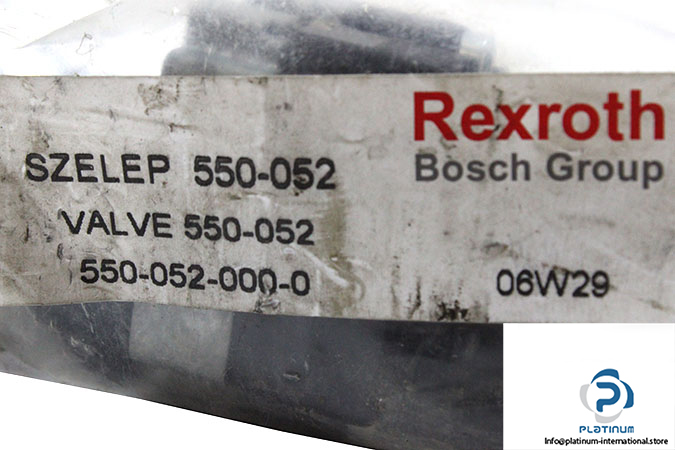 Rexroth
Bosch Group
SZELEP 550-052
VALVE 550-052
550-052-000-0
06W29
PLATINUM
Info@platinum-international.store